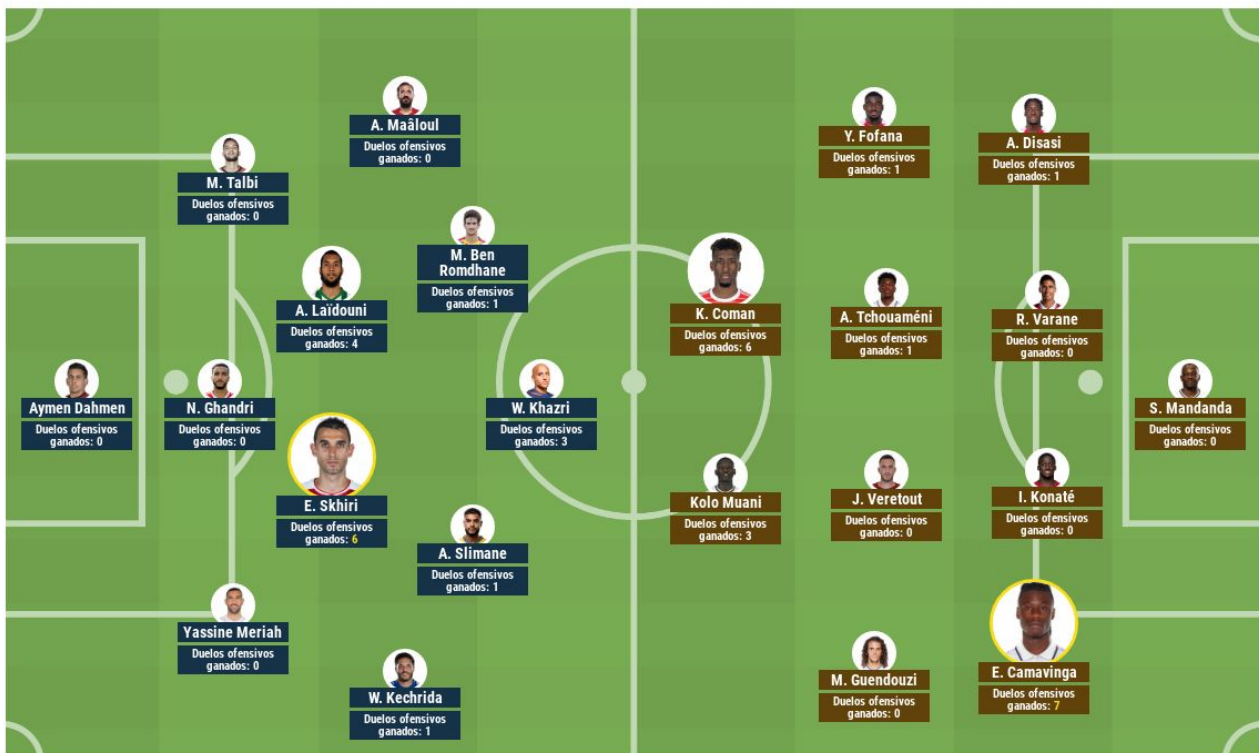 A. Maâloul
Duelos ofensivos
ganados: 0
M. Talbi
Duelos ofensivos
ganados: 0
M. Ben
Romdhane
Duelos ofensivos
ganados: 1
A. Laïdouni
Duelos ofensivos
ganados: 4
Aymen Dahmen
Duelos ofensivos
ganados: 0
N. Ghandri
Duelos ofensivos
ganados: 0
W. Khazri
Duelos ofensivos
ganados: 3
E. Skhiri
Duelos ofensivos
ganados: 6
A. Slimane
Duelos ofensivos
ganados: 1
Yassine Meriah
Duelos ofensivos
ganados: 0
W. Kechrida
Duelos ofensivos
ganados: 1
Y. Fofana
Duelos ofensivos
ganados: 1
A. Disasi
Duelos ofensivos
ganados: 1
K. Coman
Duelos ofensivos
ganados: 6
A. Tchouaméni
Duelos ofensivos
ganados: 1
R. Varane
Duelos ofensivos
ganados: 0
S. Mandanda
Duelos ofensivos
ganados: 0
Kolo Muani
Duelos ofensivos
ganados: 3
J. Veretout
Duelos ofensivos
ganados: 0
I. Konaté
Duelos ofensivos
ganados: 0
M. Guendouzi
Duelos ofensivos
ganados: 0
E. Camavinga
Duelos ofensivos
ganados: 7